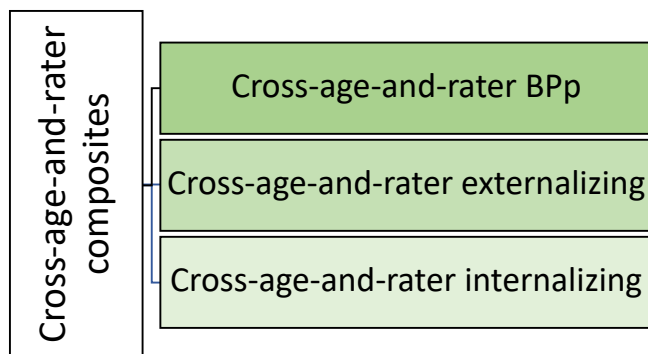 Cross-age-and-rater
composites
Cross-age-and-rater BPp
Cross-age-and-rater externalizing
Cross-age-and-rater internalizing